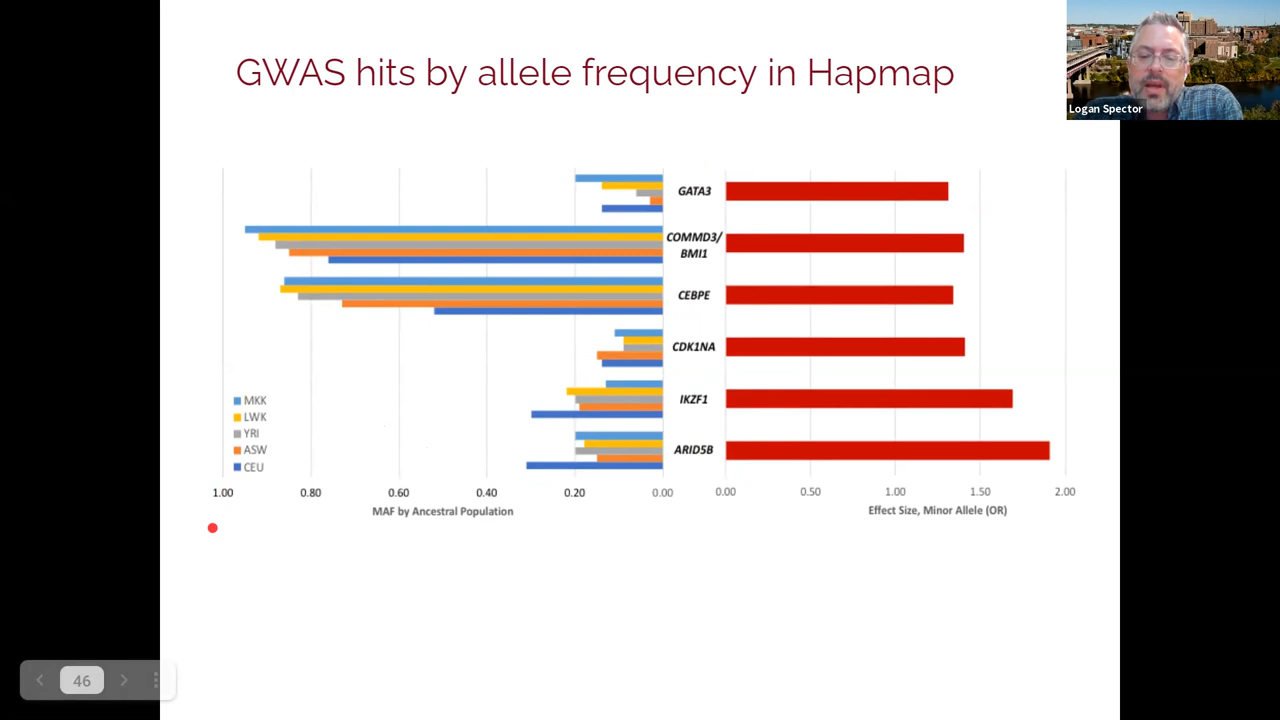 GWAS hits by allele frequency in Hapmap
Logan Spector
GATA3
COMMD3/
BMI1
CEBPE
CDK1NA
IKZF1
ARID5B
MKK
LWK
YRI
ASW
CEU
1.00 0.80 0.60 0.40 0.20 0.00
MAF by Ancestral Population
0.00 0.50 1.00 1.50 2.00
Effect Size, Minor Allele (OR)
46